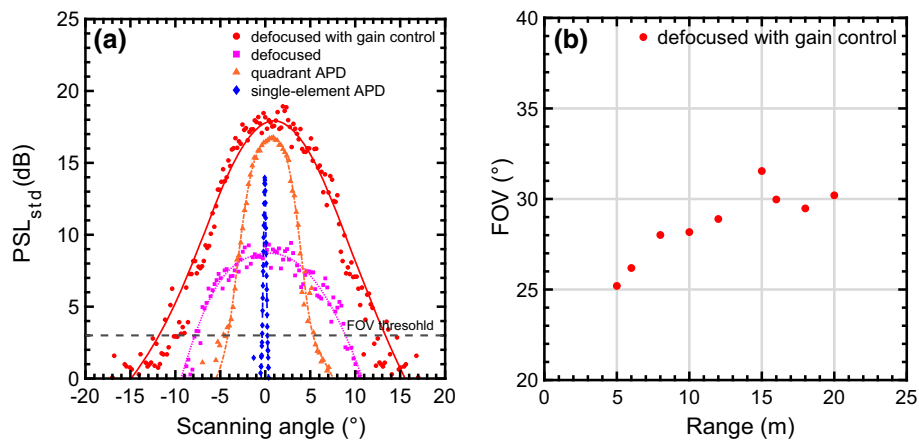 (a)
defocused with gain control
defocused
quadrant APD
single-element APD
25
20
15
10
5
0
PSLstd (dB)
FOV thresohld
-20 -15 -10 -5 0 5 10 15 20
Scanning angle (°)
(b)
defocused with gain control
40
35
30
25
20
FOV (°)
0 5 10 15 20 25
Range (m)